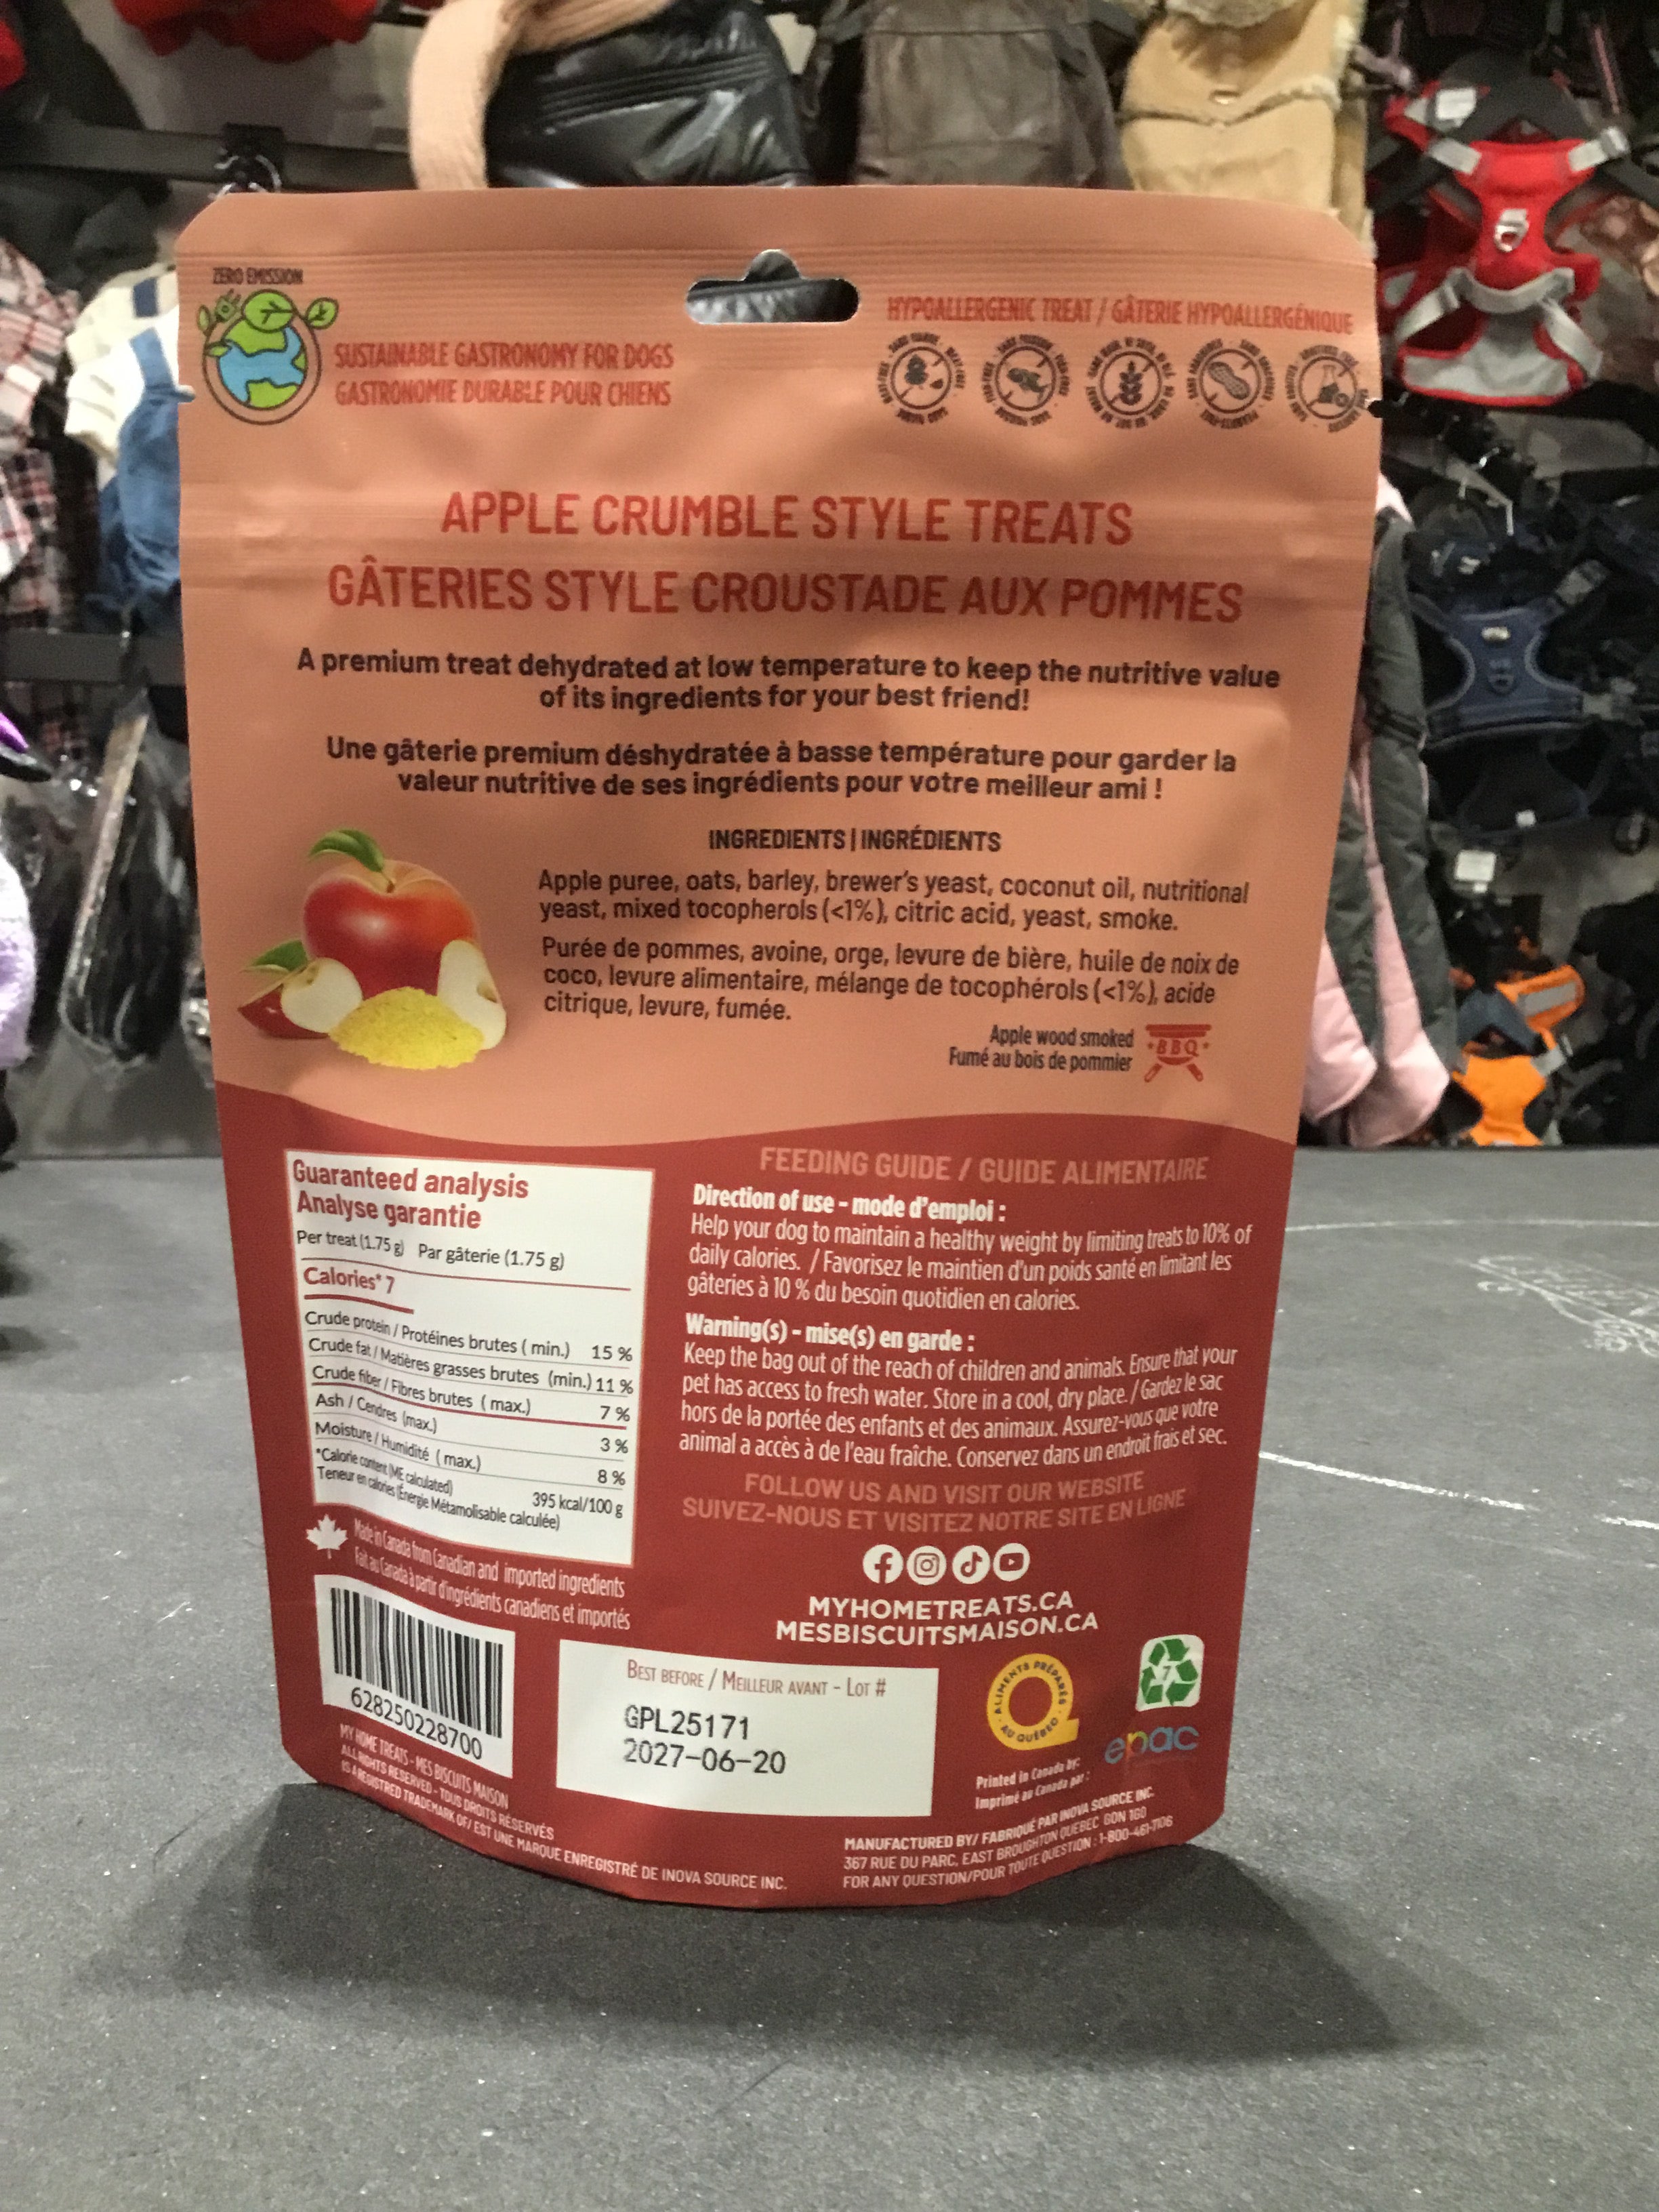 ZERO EMISSION
SUSTAINABLE GASTRONOMY FOR DOGS
GASTRONOMIE DURABLE POUR CHIENS
HYPOALLERGENIC TREAT / GÂTERIE HYPOALLERGÉNIQUE
APPLE CRUMBLE STYLE TREATS
GÂTERIES STYLE CROUSTADE AUX POMMES
A premium treat dehydrated at low temperature to keep the nutritive value
of its ingredients for your best friend!
Une gâterie premium déshydratée à basse température pour garder la
valeur nutritive de ses ingrédients pour votre meilleur ami !
INGREDIENTS | INGRÉDIENTS
Apple puree, oats, barley, brewer's yeast, coconut oil, nutritional
yeast, mixed tocopherols (<1%), citric acid, yeast, smoke.
Purée de pommes, avoine, orge, levure de bière, huile de noix de
coco, levure alimentaire, mélange de tocophérols (<1%), acide
citrique, levure, fumée.
Apple wood smoked
Fumé au bois de pommier
BBQ
Guaranteed analysis
Analyse garantie
Per treat (1.75 g) Par gâterie (1.75 g)
Calories* 7
Crude protein / Protéines brutes ( min.) 15 %
Crude fat / Matières grasses brutes (min.) 11 %
Crude fiber / Fibres brutes ( max.) 7 %
Ash / Cendres (max.) 3 %
Moisture / Humidité ( max.) 8 %
*Calorie content (ME calculated) 395 kcal/100 g
Teneur en calories (Énergie Métamolisable calculée)
Made in Canada from Canadian and imported ingredients
Fait au Canada à partir d'ingrédients canadiens et importés
628250228700
MY HOME TREATS - MES BISCUITS MAISON
ALL RIGHTS RESERVED - TOUS DROITS RÉSERVÉS
IS A REGISTRED TRADEMARK OF/ EST UNE MARQUE ENREGISTRÉ DE INOVA SOURCE INC.
FEEDING GUIDE / GUIDE ALIMENTAIRE
Direction of use - mode d'emploi :
Help your dog to maintain a healthy weight by limiting treats to 10% of
daily calories. / Favorisez le maintien d'un poids santé en limitant les
gâteries à 10 % du besoin quotidien en calories.
Warning(s) - mise(s) en garde :
Keep the bag out of the reach of children and animals. Ensure that your
pet has access to fresh water. Store in a cool, dry place. / Gardez le sac
hors de la portée des enfants et des animaux. Assurez-vous que votre
animal a accès à de l'eau fraîche. Conservez dans un endroit frais et sec.
FOLLOW US AND VISIT OUR WEBSITE
SUIVEZ-NOUS ET VISITEZ NOTRE SITE EN LIGNE
MYHOMETREATS.CA
MESBISCUITSMAISON.CA
BEST BEFORE / MEILLEUR AVANT - LOT #
GPL25171
2027-06-20
ALIMENTS PRÉPARÉS
AU QUÉBEC
7
epac
Printed in Canada by:
Imprimé au Canada par :
MANUFACTURED BY/ FABRIQUÉ PAR INOVA SOURCE INC.
367 RUE DU PARC, EAST BROUGHTON QUEBEC G0N 1G0
FOR ANY QUESTION/POUR TOUTE QUESTION : 1-800-461-7106